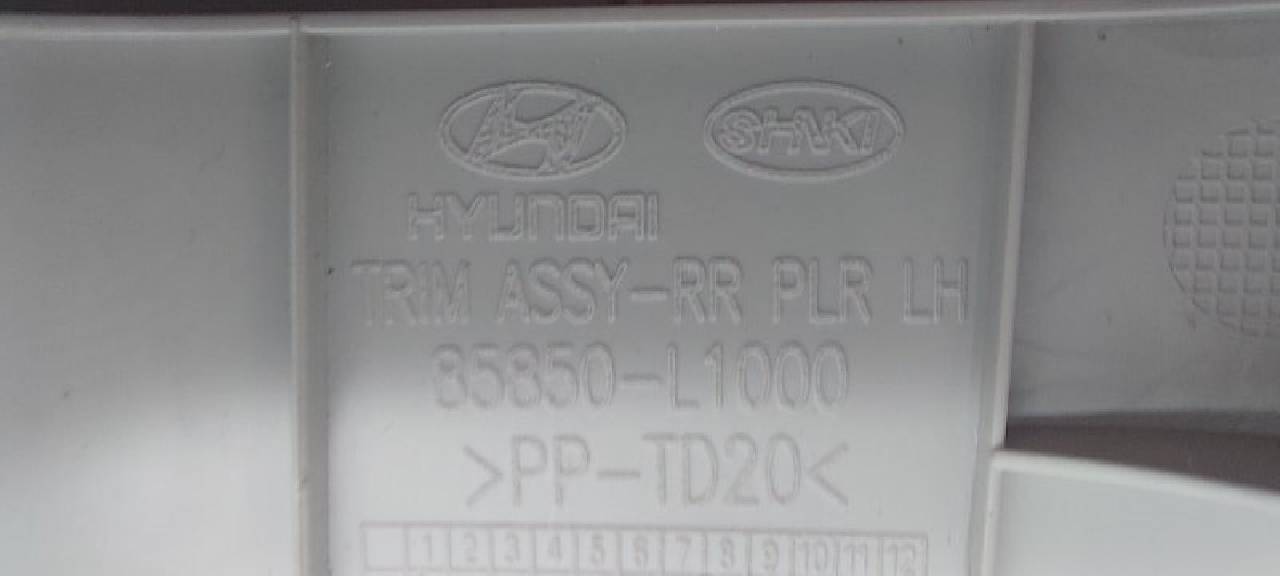 SHAKI
HYUNDAI
TRIM ASSY-RR PLR LH
85850-L1000
>PP-TD20<
1 2 3 4 5 6 7 8 9 10 11 12